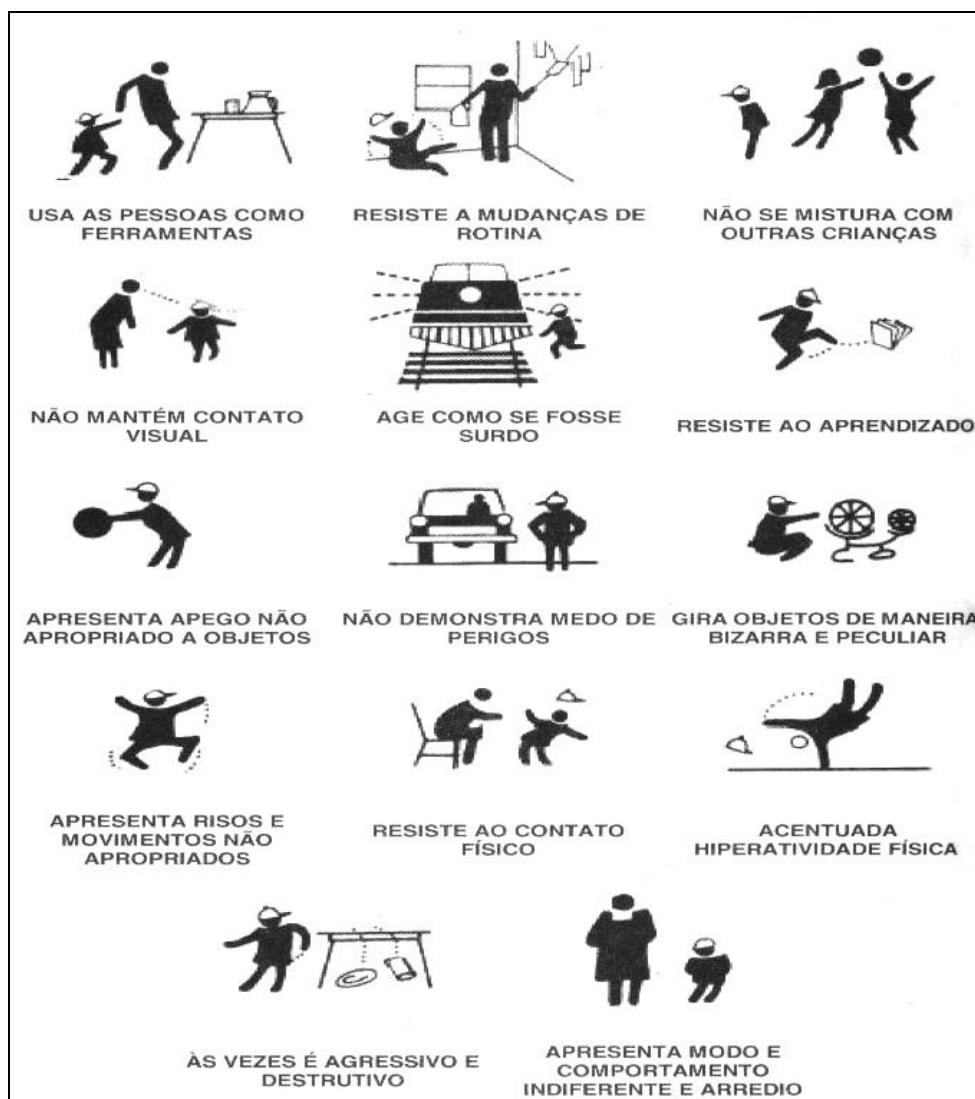 USA AS PESSOAS COMO
FERRAMENTAS
RESISTE A MUDANÇAS DE
ROTINA
NÃO SE MISTURA COM
OUTRAS CRIANÇAS
NÃO MANTÉM CONTATO
VISUAL
AGE COMO SE FOSSE
SURDO
RESISTE AO APRENDIZADO
APRESENTA APEGO NÃO
APROPRIADO A OBJETOS
NÃO DEMONSTRA MEDO DE
PERIGOS
GIRA OBJETOS DE MANEIRA
BIZARRA E PECULIAR
APRESENTA RISOS E
MOVIMENTOS NÃO
APROPRIADOS
RESISTE AO CONTATO
FÍSICO
ACENTUADA
HIPERATIVIDADE FÍSICA
ÀS VEZES É AGRESSIVO E
DESTRUTIVO
APRESENTA MODO E
COMPORTAMENTO
INDIFERENTE E ARREDIO